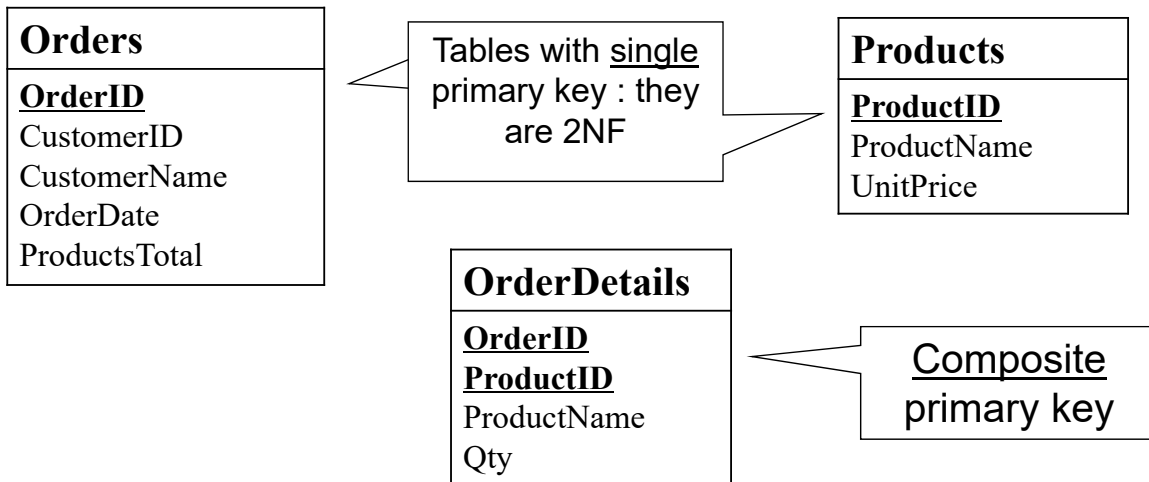 Orders
OrderID
CustomerID
CustomerName
OrderDate
ProductsTotal
Tables with single
primary key : they
are 2NF
Products
ProductID
ProductName
UnitPrice
OrderDetails
OrderID
ProductID
ProductName
Qty
Composite
primary key